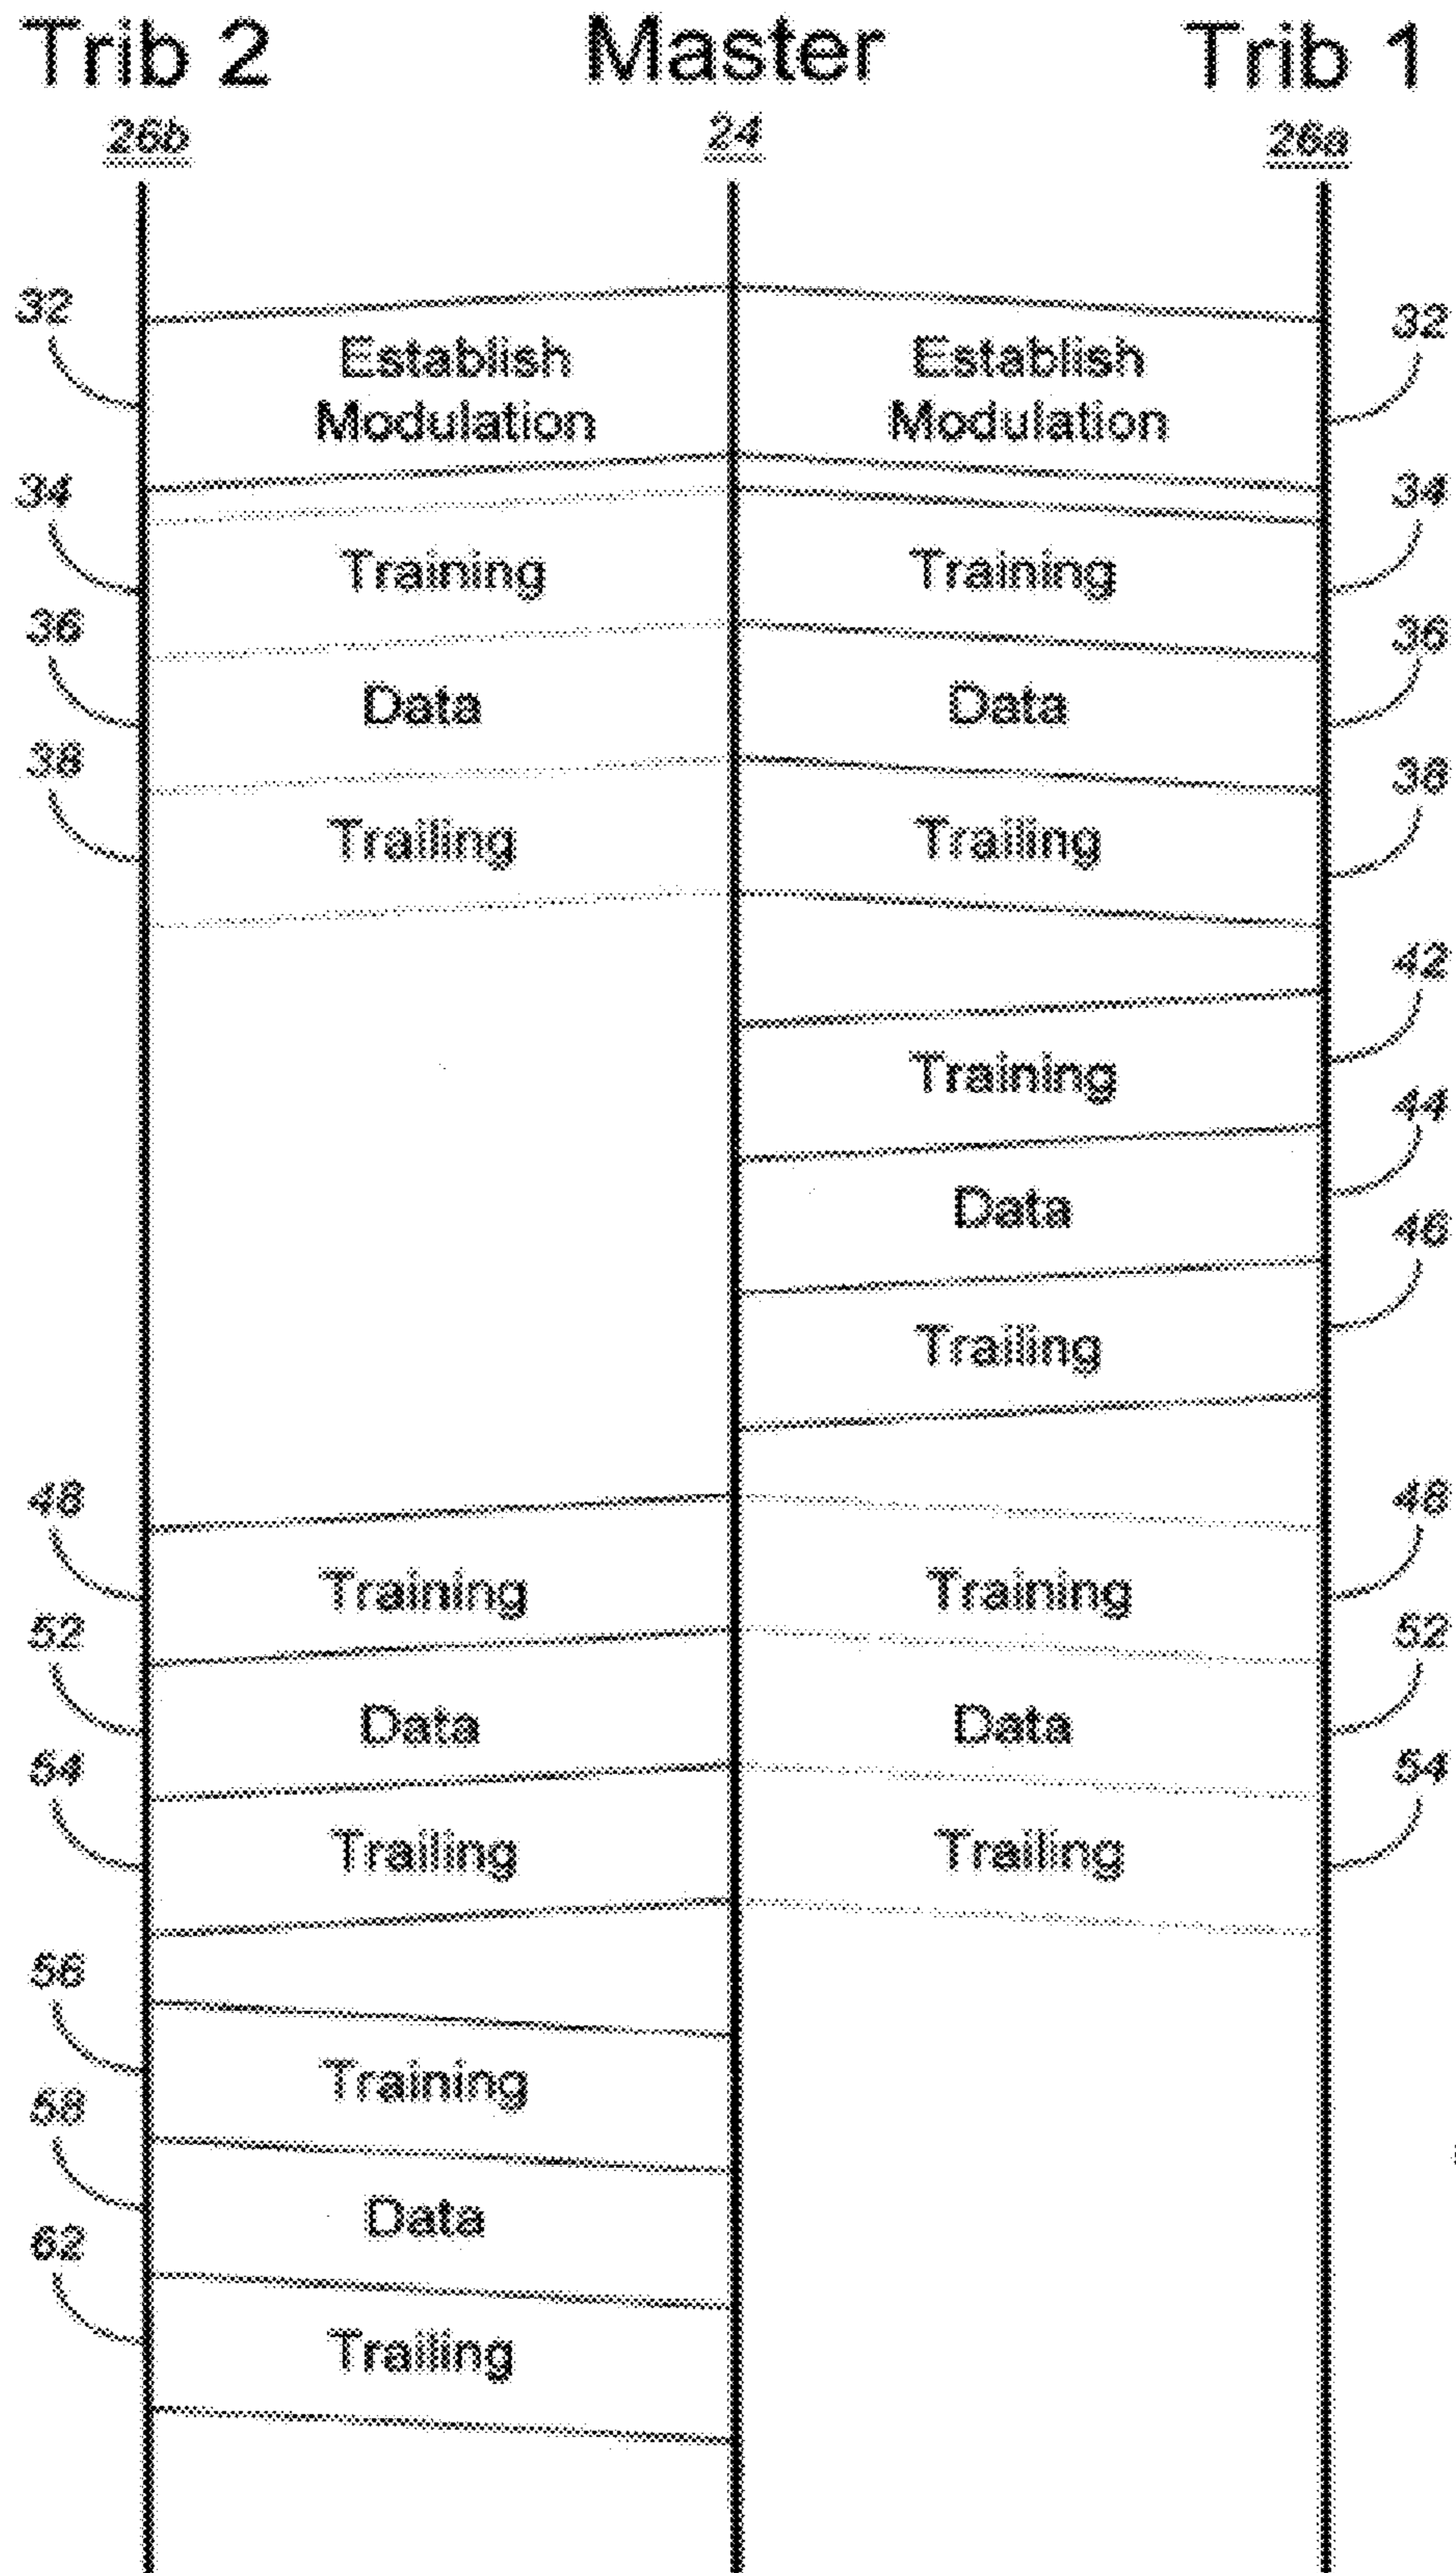 Trib 2 Master Trib 1
26b 24 26a
32 Establish Establish 32
Modulation Modulation
34 34
Training Training
36 36
Data Data
38 38
Trailing Trailing
42
Training
44
Data
46
Trailing
48 48
Training Training
52 52
Data Data
54 54
Trailing Trailing
56
Training
58
Data
62
Trailing